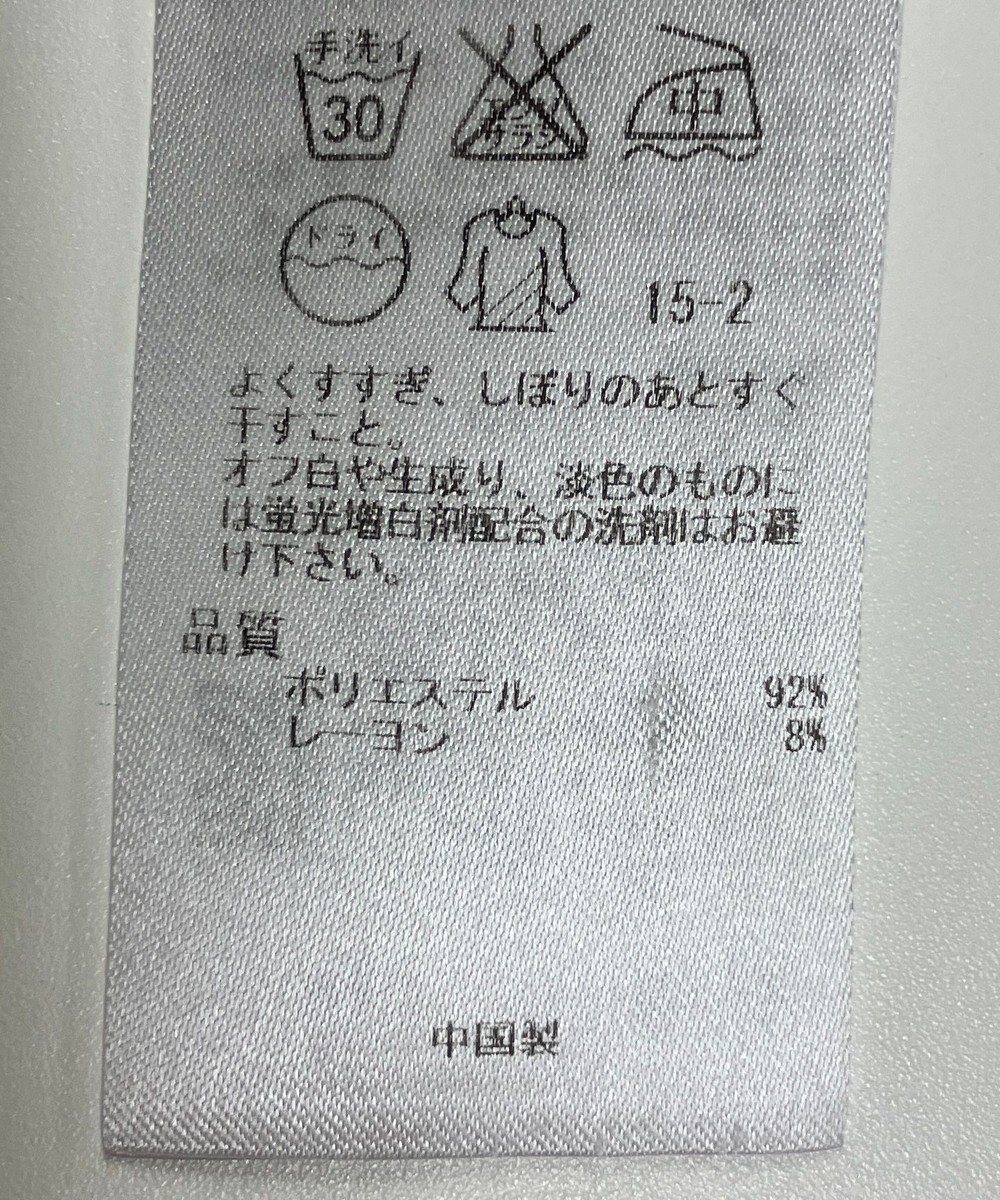 手洗イ
30
エンソ
サラシ
中
ドライ
15-2
よくすすぎ、しぼりのあとすぐ
干すこと。
オフ白や生成り、淡色のものに
は蛍光増白剤配合の洗剤はお避
け下さい。
品質
ポリエステル 92%
レーヨン 8%
中国製